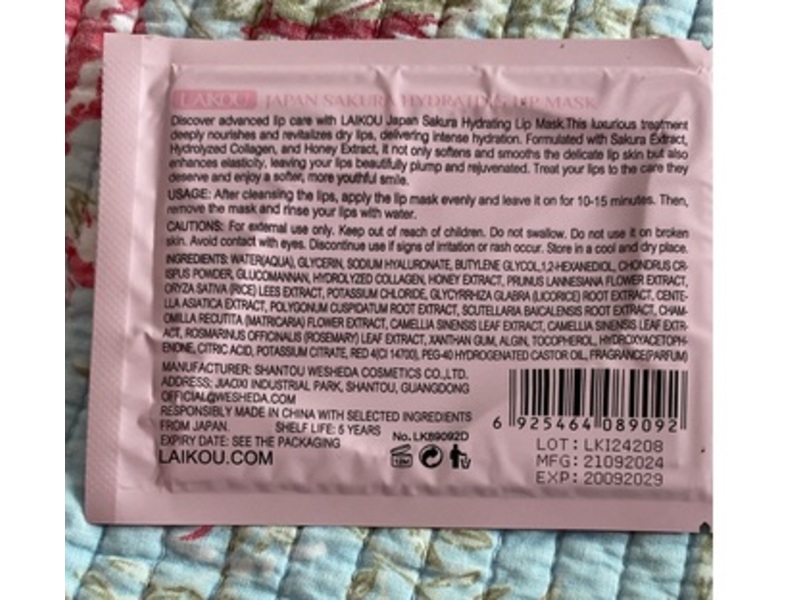 LAIKOU JAPAN SAKURA HYDRATING LIP MASK
Discover advanced lip care with LAIKOU Japan Sakura Hydrating Lip Mask.This luxurious treatment
deeply nourishes and revitalizes dry lips, delivering intense hydration. Formulated with Sakura Extract,
Hydrolyzed Collagen, and Honey Extract, it not only softens and smooths the delicate lip skin but also
enhances elasticity, leaving your lips beautifully plump and rejuvenated. Treat your lips to the care they
deserve and enjoy a softer, more youthful smile.
USAGE: After cleansing the lips, apply the lip mask evenly and leave it on for 10-15 minutes. Then,
remove the mask and rinse your lips with water.
CAUTIONS: For external use only. Keep out of reach of children. Do not swallow. Do not use it on broken
skin. Avoid contact with eyes. Discontinue use if signs of irritation or rash occur. Store in a cool and dry place.
INGREDIENTS: WATER(AQUA), GLYCERIN, SODIUM HYALURONATE, BUTYLENE GLYCOL,1,2-HEXANEDIOL, CHONDRUS CR-
ISPUS POWDER, GLUCOMANNAN, HYDROLYZED COLLAGEN, HONEY EXTRACT, PRUNUS LANNESIANA FLOWER EXTRACT,
ORYZA SATIVA (RICE) LEES EXTRACT, POTASSIUM CHLORIDE, GLYCYRRHIZA GLABRA (LICORICE) ROOT EXTRACT, CENTE-
LLA ASIATICA EXTRACT, POLYGONUM CUSPIDATUM ROOT EXTRACT, SCUTELLARIA BAICALENSIS ROOT EXTRACT, CHAM-
OMILLA RECUTITA (MATRICARIA) FLOWER EXTRACT, CAMELLIA SINENSIS LEAF EXTRACT, CAMELLIA SINENSIS LEAF EXTR-
ACT, ROSMARINUS OFFICINALIS (ROSEMARY) LEAF EXTRACT, XANTHAN GUM, ALGIN, TOCOPHEROL, HYDROXYACETOPH-
ENONE, CITRIC ACID, POTASSIUM CITRATE, RED 4(CI 14700), PEG-40 HYDROGENATED CASTOR OIL, FRAGRANCE(PARFUM)
MANUFACTURER: SHANTOU WESHEDA COSMETICS CO.,LTD.
ADDRESS: JIAOXI INDUSTRIAL PARK, SHANTOU, GUANGDONG
OFFICIAL@WESHEDA.COM
RESPONSIBLY MADE IN CHINA WITH SELECTED INGREDIENTS
FROM JAPAN. SHELF LIFE: 5 YEARS
EXPIRY DATE: SEE THE PACKAGING
LAIKOU.COM
No. LK89092D
12M
6 925464 089092
LOT: LKI24208
MFG: 21092024
EXP: 20092029